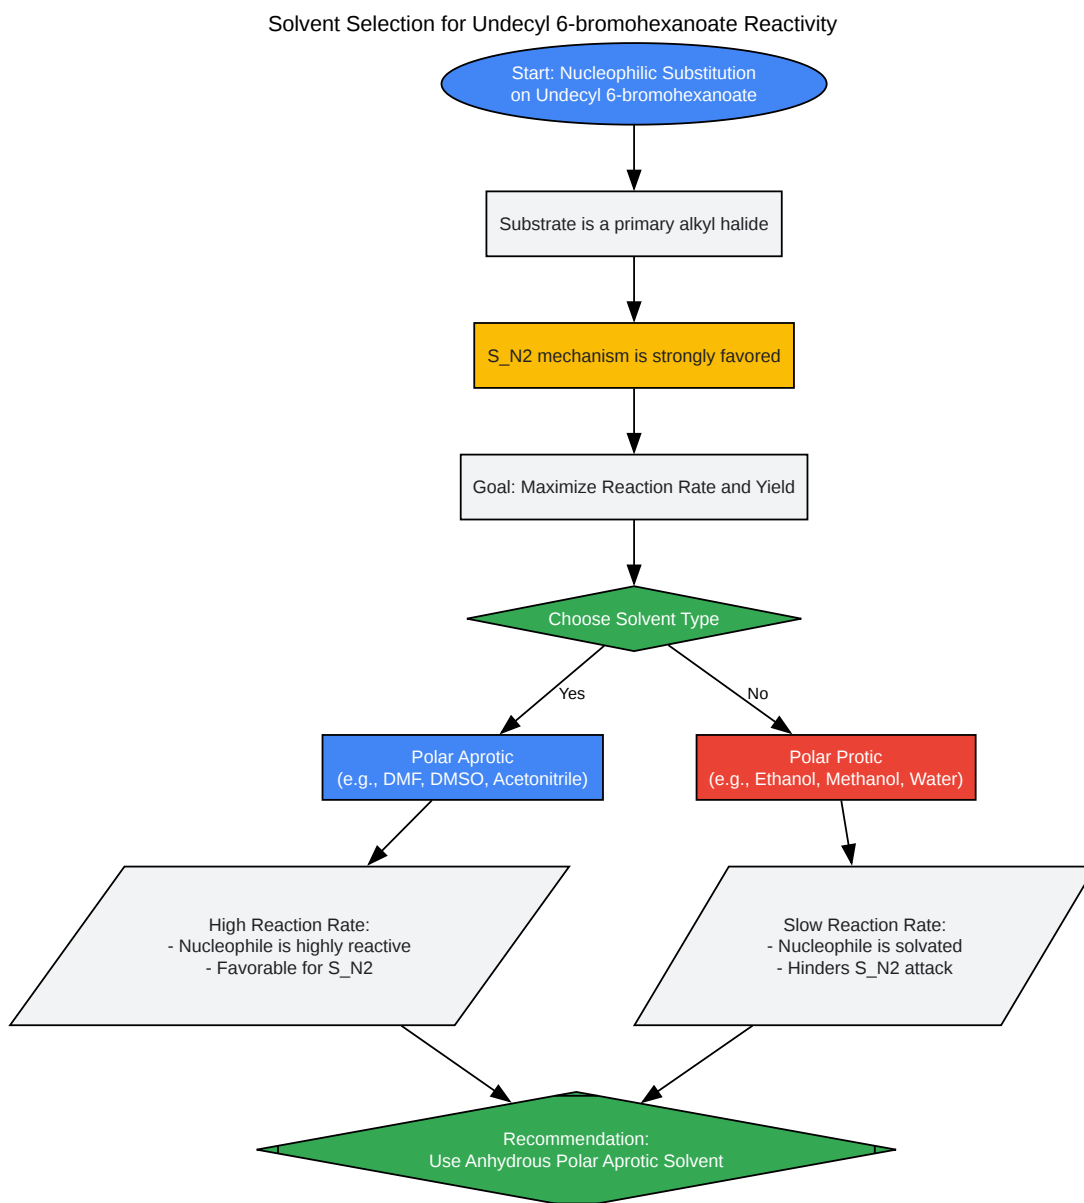 Solvent Selection for Undecyl 6-bromohexanoate Reactivity
Start: Nucleophilic Substitution
on Undecyl 6-bromohexanoate
Substrate is a primary alkyl halide
S_N2 mechanism is strongly favored
Goal: Maximize Reaction Rate and Yield
Choose Solvent Type
Yes
No
Polar Aprotic
(e.g., DMF, DMSO, Acetonitrile)
Polar Protic
(e.g., Ethanol, Methanol, Water)
High Reaction Rate:
- Nucleophile is highly reactive
- Favorable for S_N2
Slow Reaction Rate:
- Nucleophile is solvated
- Hinders S_N2 attack
Recommendation:
Use Anhydrous Polar Aprotic Solvent